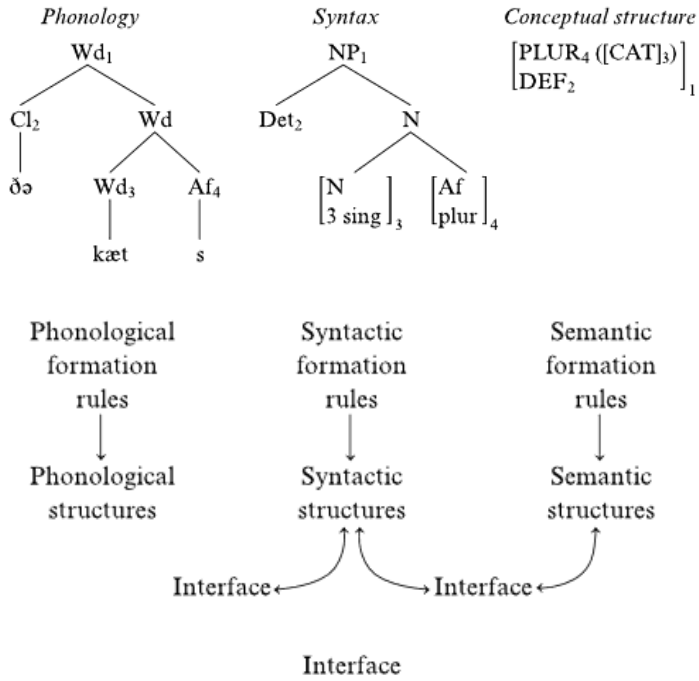 Phonology Syntax Conceptual structure
Wd₁ NP₁ [PLUR₄ ([CAT]₃)
DEF₂]₁
Cl₂ Wd Det₂ N
ðə Wd₃ Af₄ [N [Af
3 sing]₃ plur]₄
kæt s
Phonological Syntactic Semantic
formation formation formation
rules rules rules
Phonological Syntactic Semantic
structures structures structures
Interface Interface
Interface